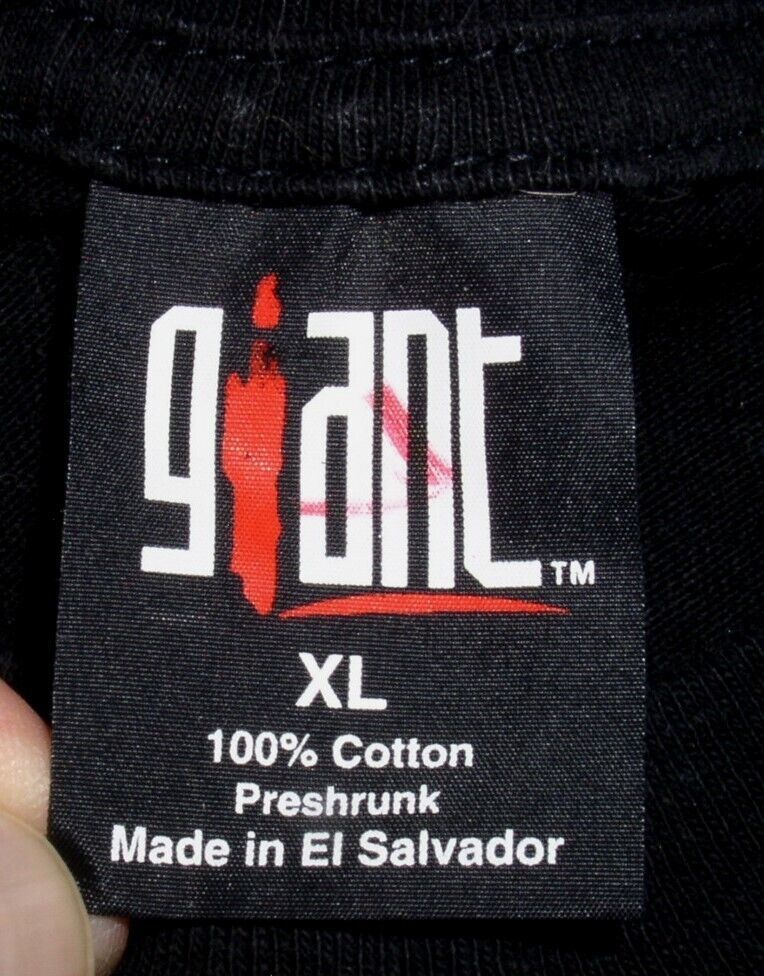 giant™
XL
100% Cotton
Preshrunk
Made in El Salvador